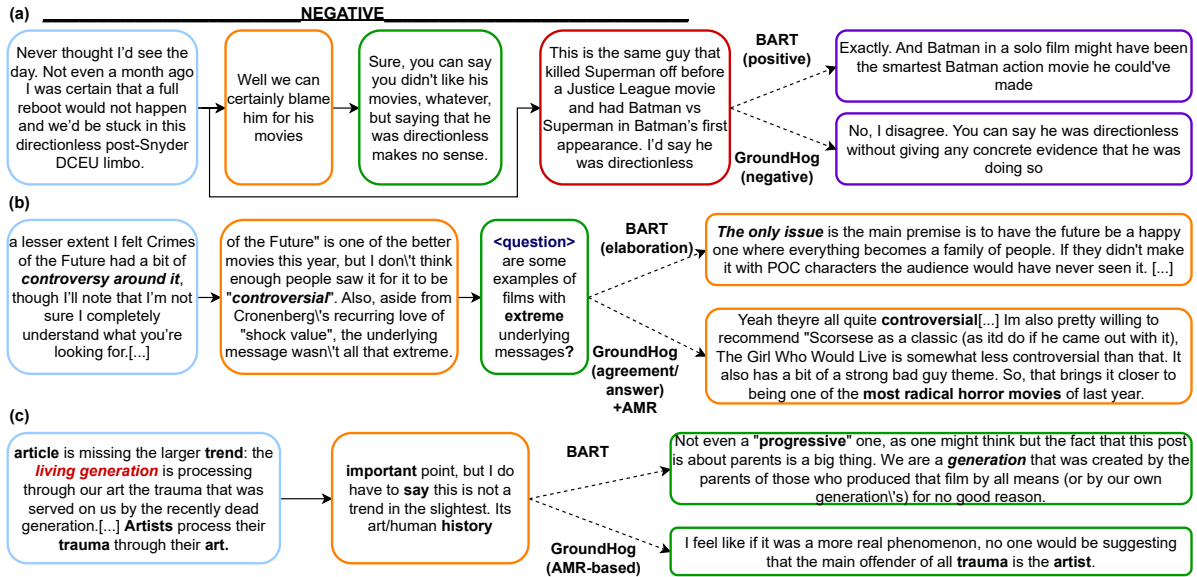 (a)
NEGATIVE
Never thought I'd see the
day. Not even a month ago
I was certain that a full
reboot would not happen
and we'd be stuck in this
directionless post-Snyder
DCEU limbo.
Well we can
certainly blame
him for his
movies
Sure, you can say
you didn't like his
movies, whatever,
but saying that he
was directionless
makes no sense.
This is the same guy that
killed Superman off before
a Justice League movie
and had Batman vs
Superman in Batman's first
appearance. I'd say he
was directionless
BART
(positive)
Exactly. And Batman in a solo film might have been
the smartest Batman action movie he could've
made
GroundHog
(negative)
No, I disagree. You can say he was directionless
without giving any concrete evidence that he was
doing so
(b)
a lesser extent I felt Crimes
of the Future had a bit of
controversy around it,
though I'll note that I'm not
sure I completely
understand what you're
looking for.[...]
of the Future" is one of the better
movies this year, but I don\'t think
enough people saw it for it to be
"controversial". Also, aside from
Cronenberg\'s recurring love of
"shock value", the underlying
message wasn\'t all that extreme.
<question>
are some
examples of
films with
extreme
underlying
messages?
BART
(elaboration)
The only issue is the main premise is to have the future be a happy
one where everything becomes a family of people. If they didn't make
it with POC characters the audience would have never seen it. [...]
GroundHog
(agreement/
answer)
+AMR
Yeah theyre all quite controversial[...] Im also pretty willing to
recommend "Scorsese as a classic (as itd do if he came out with it),
The Girl Who Would Live is somewhat less controversial than that. It
also has a bit of a strong bad guy theme. So, that brings it closer to
being one of the most radical horror movies of last year.
(c)
article is missing the larger trend: the
living generation is processing
through our art the trauma that was
served on us by the recently dead
generation.[...] Artists process their
trauma through their art.
important point, but I do
have to say this is not a
trend in the slightest. Its
art/human history
BART
Not even a "progressive" one, as one might think but the fact that this post
is about parents is a big thing. We are a generation that was created by the
parents of those who produced that film by all means (or by our own
generation\'s) for no good reason.
GroundHog
(AMR-based)
I feel like if it was a more real phenomenon, no one would be suggesting
that the main offender of all trauma is the artist.